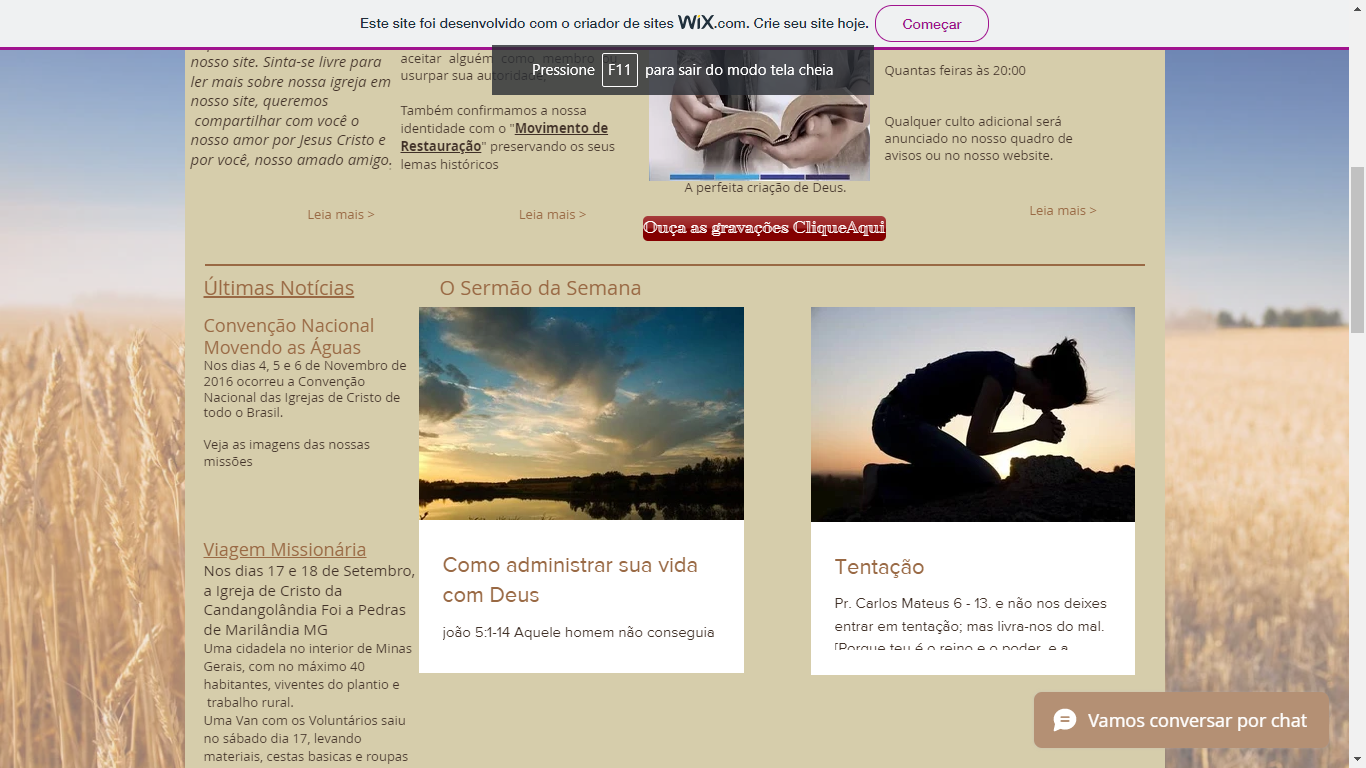 Este site foi desenvolvido com o criador de sites WiX.com. Crie seu site hoje.
Começar
Pressione F11 para sair do modo tela cheia
nosso site. Sinta-se livre para
ler mais sobre nossa igreja em
nosso site, queremos
compartilhar com você o
nosso amor por Jesus Cristo e
por você, nosso amado amigo.
Leia mais >
aceitar alguém como membro ou
usurpar sua autoridade.
Também confirmamos a nossa
identidade com o "Movimento de
Restauração" preservando os seus
lemas históricos
Leia mais >
A perfeita criação de Deus.
Ouça as gravações CliqueAqui
Quantas feiras às 20:00
Qualquer culto adicional será
anunciado no nosso quadro de
avisos ou no nosso website.
Leia mais >
Últimas Notícias
Convenção Nacional
Movendo as Águas
Nos dias 4, 5 e 6 de Novembro de
2016 ocorreu a Convenção
Nacional das Igrejas de Cristo de
todo o Brasil.
Veja as imagens das nossas
missões
Viagem Missionária
Nos dias 17 e 18 de Setembro,
a Igreja de Cristo da
Candangolândia Foi a Pedras
de Marilândia MG
Uma cidadela no interior de Minas
Gerais, com no máximo 40
habitantes, viventes do plantio e
trabalho rural.
Uma Van com os Voluntários saiu
no sábado dia 17, levando
materiais, cestas basicas e roupas
O Sermão da Semana
Como administrar sua vida
com Deus
joão 5:1-14 Aquele homem não conseguia
Tentação
Pr. Carlos Mateus 6 - 13. e não nos deixes
entrar em tentação; mas livra-nos do mal.
[Porque teu é o reino e o poder, e a
Vamos conversar por chat